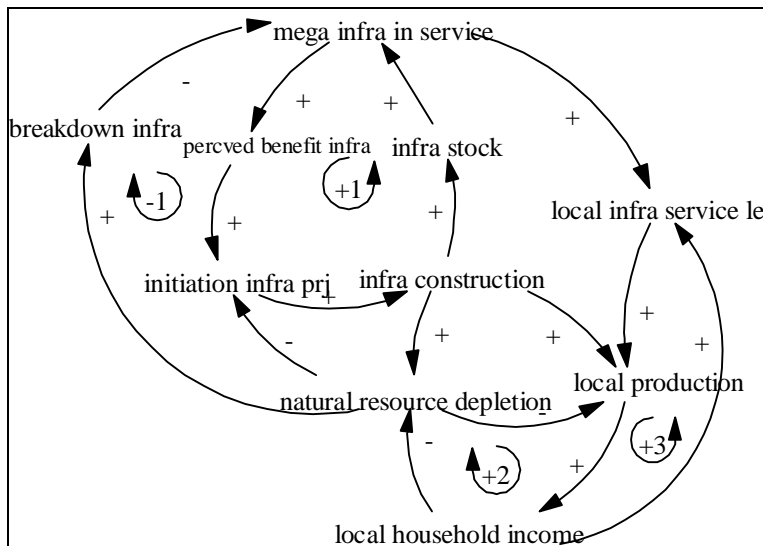 mega infra in service
-
+
+
+
breakdown infra
percved benefit infra
infra stock
-1
+1
+
+
+
local infra service le
initiation infra prj
+
infra construction
-
+
+
+
+
natural resource depletion
-
local production
-
+2
+
+3
local household income